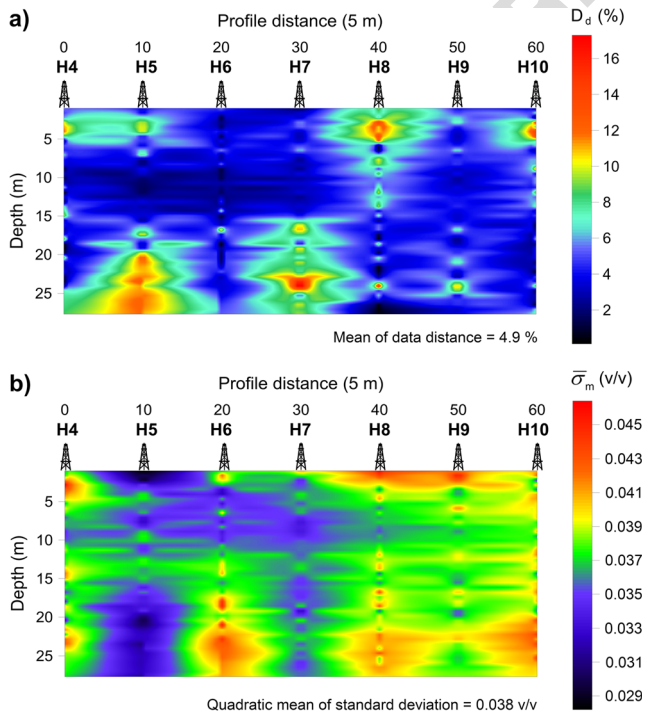 a)
Profile distance (5 m)
D_d (%)
0 10 20 30 40 50 60
H4 H5 H6 H7 H8 H9 H10
Depth (m)
5
10
15
20
25
16
14
12
10
8
6
4
2
Mean of data distance = 4.9 %
b)
Profile distance (5 m)
σ̅_m (v/v)
0 10 20 30 40 50 60
H4 H5 H6 H7 H8 H9 H10
Depth (m)
5
10
15
20
25
0.045
0.043
0.041
0.039
0.037
0.035
0.033
0.031
0.029
Quadratic mean of standard deviation = 0.038 v/v